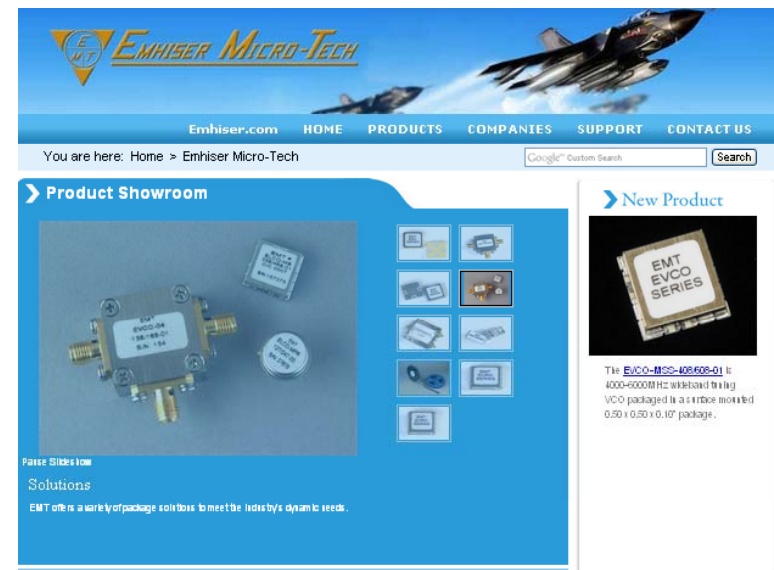 E
M T
EMHISER MICRO-TECH
Emhiser.com HOME PRODUCTS COMPANIES SUPPORT CONTACT US
You are here: Home > Emhiser Micro-Tech
Google™ Custom Search
Search
Product Showroom
New Product
EMT
EVCO-04
EMT
EVCO
SERIES
The EVCO-MSS-408/608-01 is
4000-6000MHz wideband tuning
VCO packaged in a surface mounted
0.50 x 0.50 x 0.10" package.
Pause Slideshow
Solutions
EMT offers a variety of package solutions to meet the industry's dynamic needs.